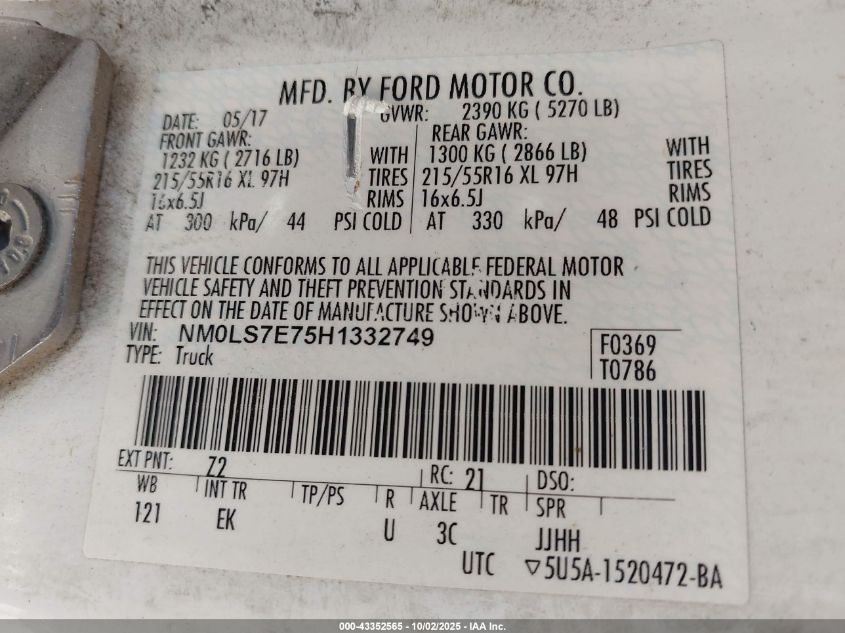 MFD. BY FORD MOTOR CO.
DATE: 05/17 GVWR: 2390 KG ( 5270 LB)
FRONT GAWR: REAR GAWR:
1232 KG ( 2716 LB) WITH 1300 KG ( 2866 LB) WITH
215/55R16 XL 97H TIRES 215/55R16 XL 97H TIRES
16x6.5J RIMS 16x6.5J RIMS
AT 300 kPa/ 44 PSI COLD AT 330 kPa/ 48 PSI COLD
THIS VEHICLE CONFORMS TO ALL APPLICABLE FEDERAL MOTOR
VEHICLE SAFETY AND THEFT PREVENTION STANDARDS IN
EFFECT ON THE DATE OF MANUFACTURE SHOWN ABOVE.
VIN: NM0LS7E75H1332749
TYPE: Truck
F0369
T0786
EXT PNT: Z2 RC: 21 DSO:
WB INT TR TP/PS R AXLE TR SPR
121 EK U 3C JJHH
UTC ▽5U5A-1520472-BA
000-43352565 - 10/02/2025 - IAA Inc.